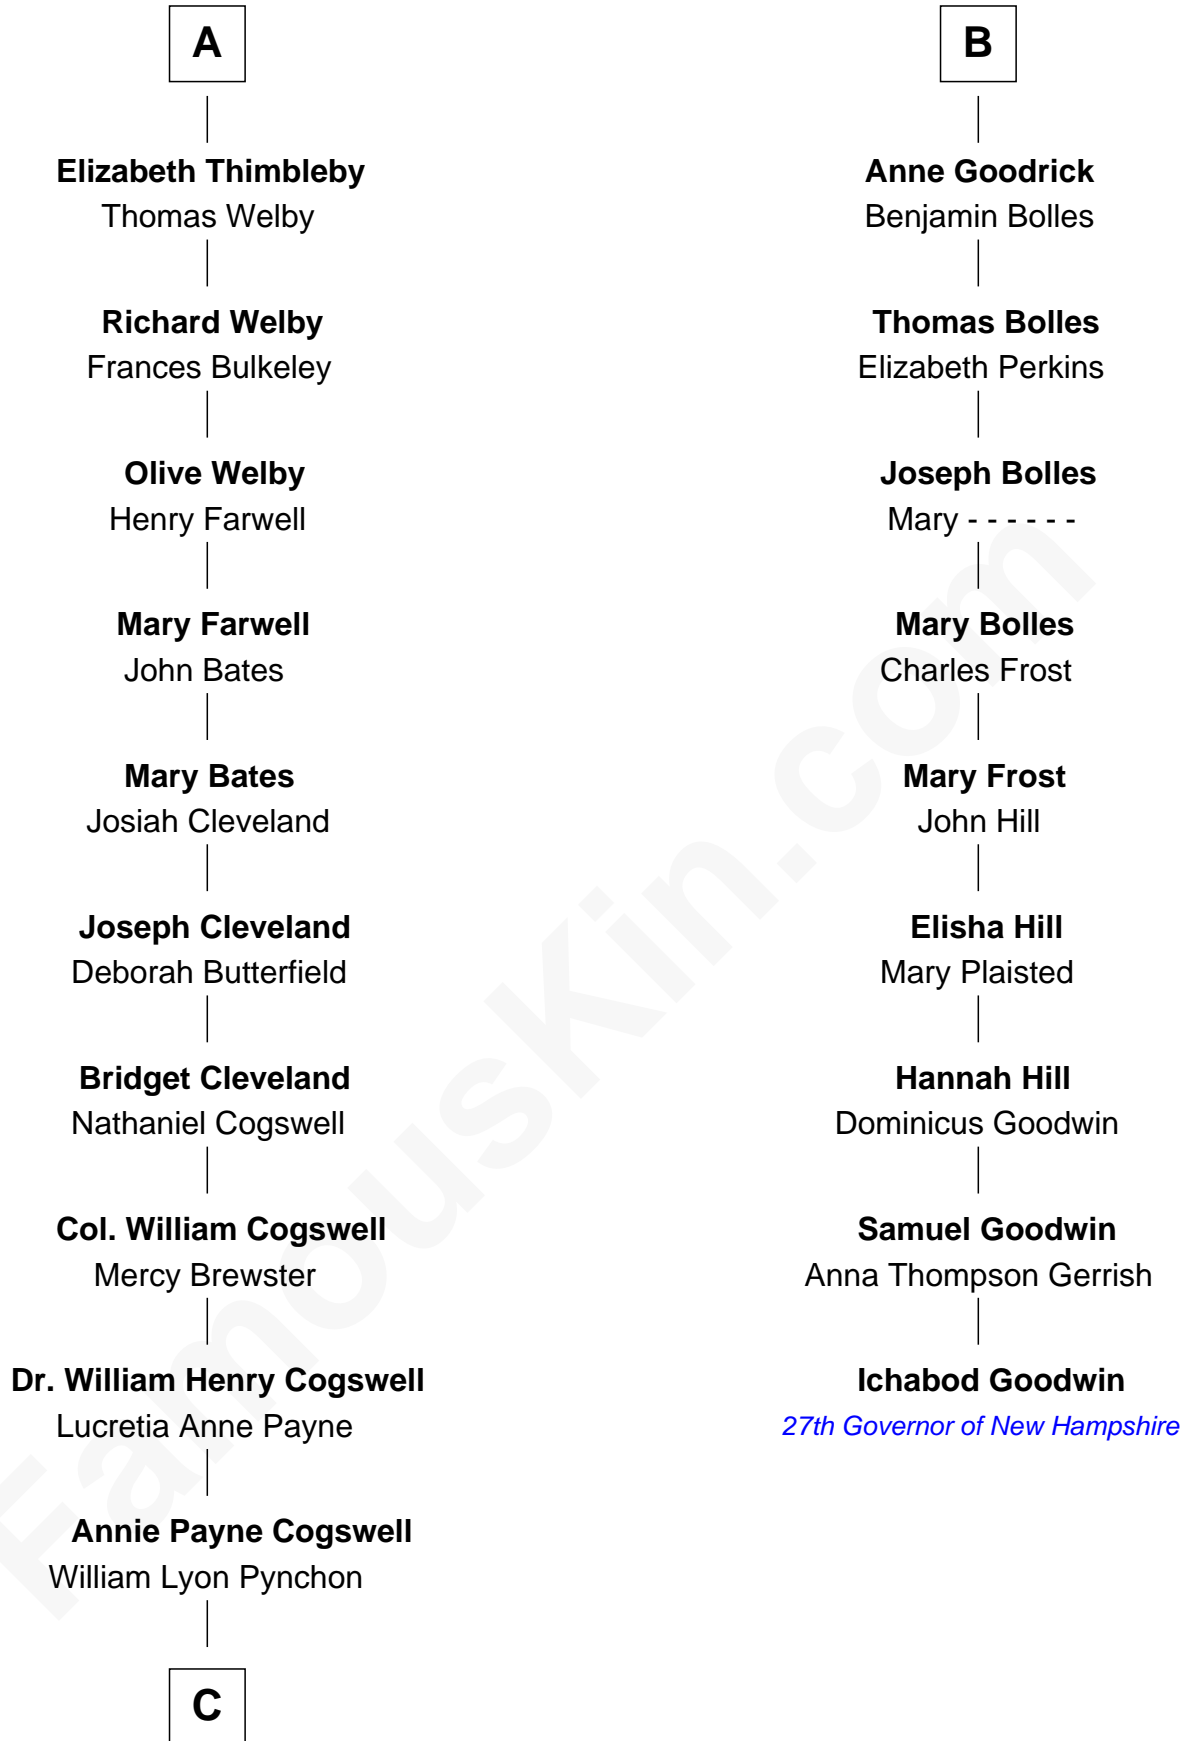 A
Elizabeth Thimbleby
Thomas Welby
Richard Welby
Frances Bulkeley
Olive Welby
Henry Farwell
Mary Farwell
John Bates
Mary Bates
Josiah Cleveland
Joseph Cleveland
Deborah Butterfield
Bridget Cleveland
Nathaniel Cogswell
Col. William Cogswell
Mercy Brewster
Dr. William Henry Cogswell
Lucretia Anne Payne
Annie Payne Cogswell
William Lyon Pynchon
C
B
Anne Goodrick
Benjamin Bolles
Thomas Bolles
Elizabeth Perkins
Joseph Bolles
Mary - - - - - -
Mary Bolles
Charles Frost
Mary Frost
John Hill
Elisha Hill
Mary Plaisted
Hannah Hill
Dominicus Goodwin
Samuel Goodwin
Anna Thompson Gerrish
Ichabod Goodwin
27th Governor of New Hampshire
FamousKin.com